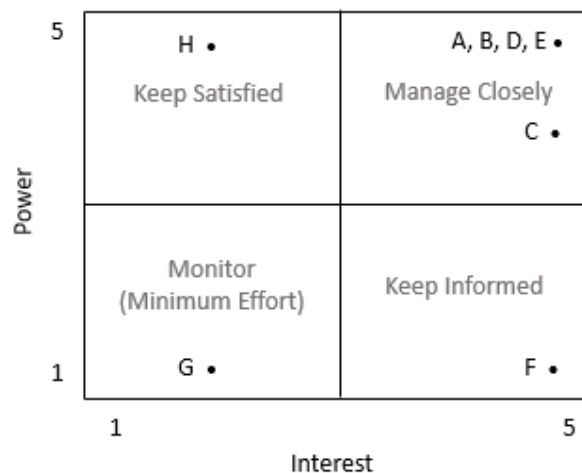 5
H
A, B, D, E
Keep Satisfied
Manage Closely
C
Power
Monitor
(Minimum Effort)
Keep Informed
1
G
F
1
5
Interest